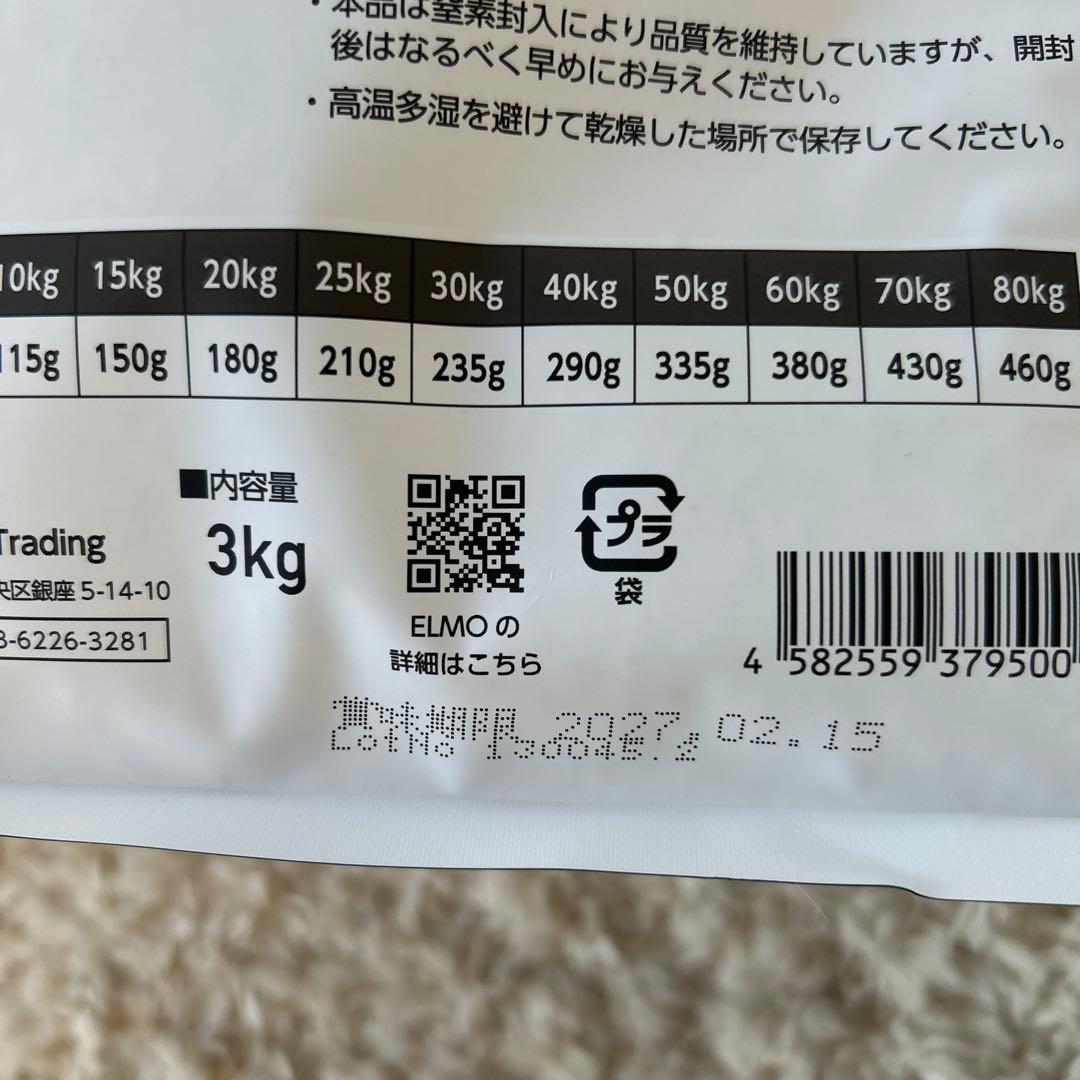 ・本品は窒素封入により品質を維持していますが、開封
後はなるべく早めにお与えください。
・高温多湿を避けて乾燥した場所で保存してください。
10kg 15kg 20kg 25kg 30kg 40kg 50kg 60kg 70kg 80kg
115g 150g 180g 210g 235g 290g 335g 380g 430g 460g
■内容量
3kg
Trading
央区銀座 5-14-10
3-6226-3281
プラ
袋
ELMO の
詳細はこちら
4 582559 379500
賞味期限 2027.02.15
LotNo